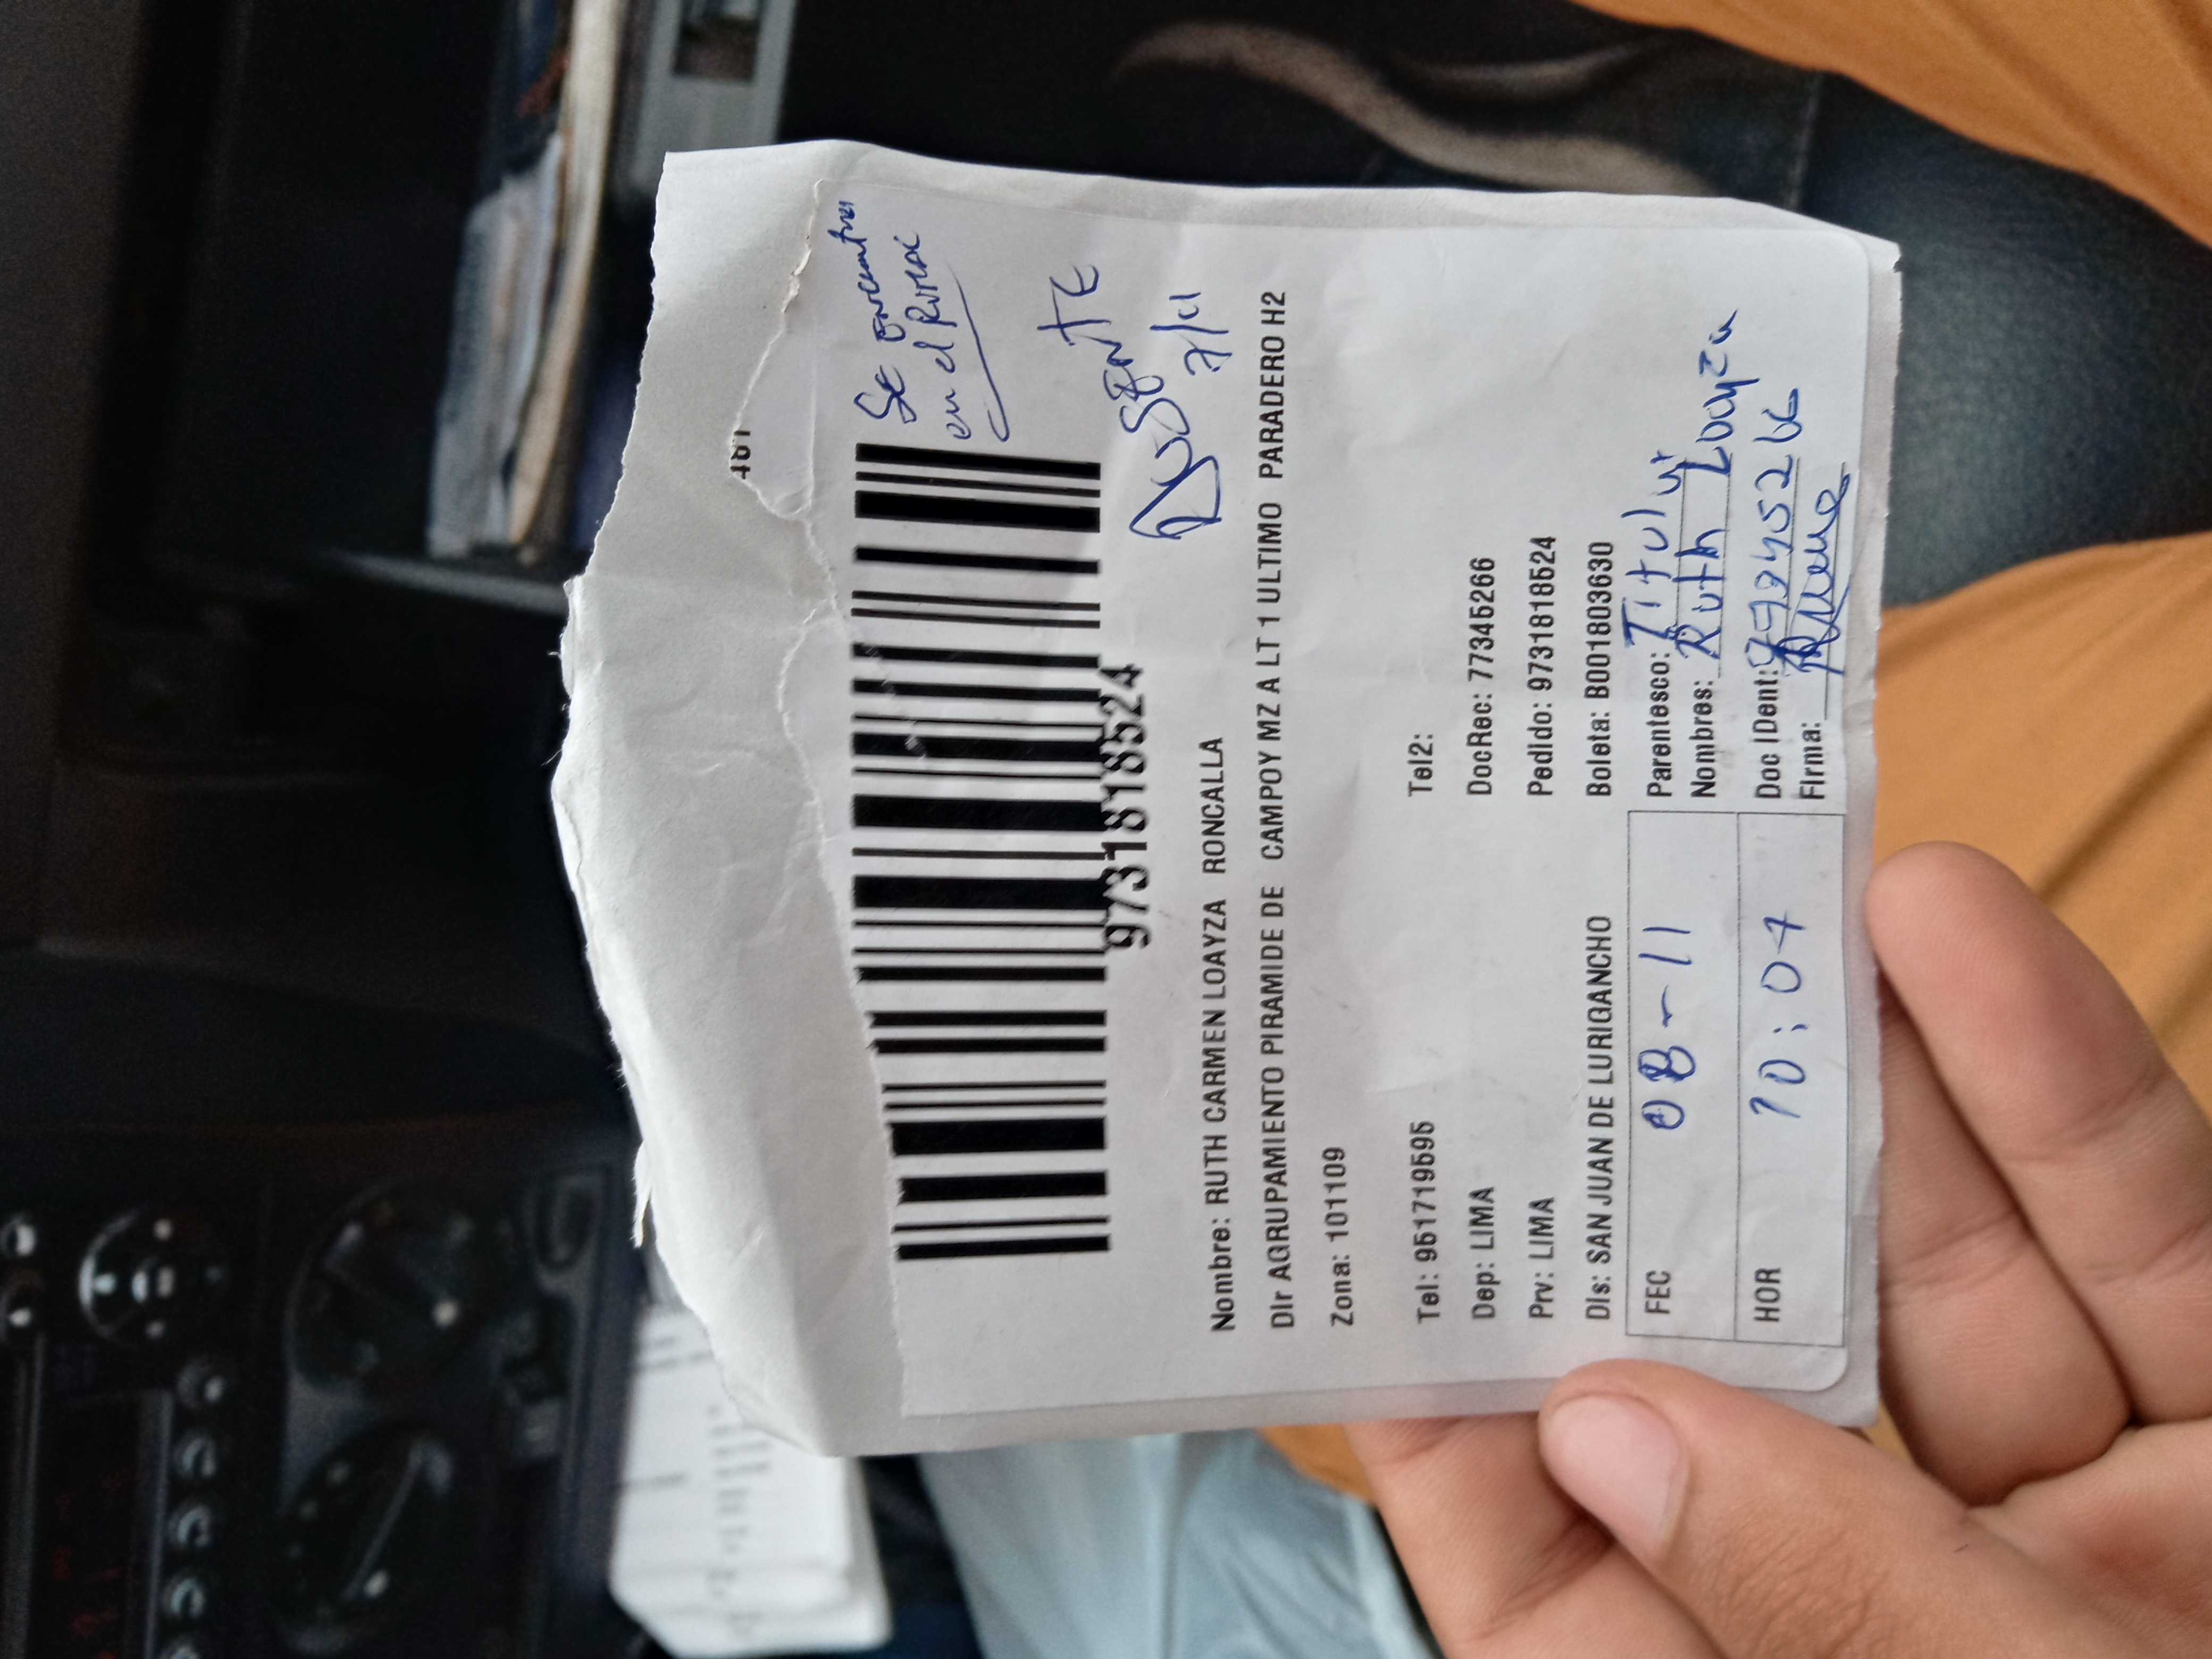 481
Se encuentra
en el Rimac
9731818524
AUSENTE
7/11
Nombre: RUTH CARMEN LOAYZA RONCALLA
Dir AGRUPAMIENTO PIRAMIDE DE CAMPOY MZ A LT 1 ULTIMO PARADERO H2
Zona: 101109
Tel: 951719595 Tel2:
Dep: LIMA DocRec: 77345266
Prv: LIMA Pedido: 9731818524
Dis: SAN JUAN DE LURIGANCHO Boleta: B001803630
FEC 08-11 Parentesco: Titular
Nombres: Ruth Loayza
HOR 10:04 Doc IDent: 77345266
Firma: